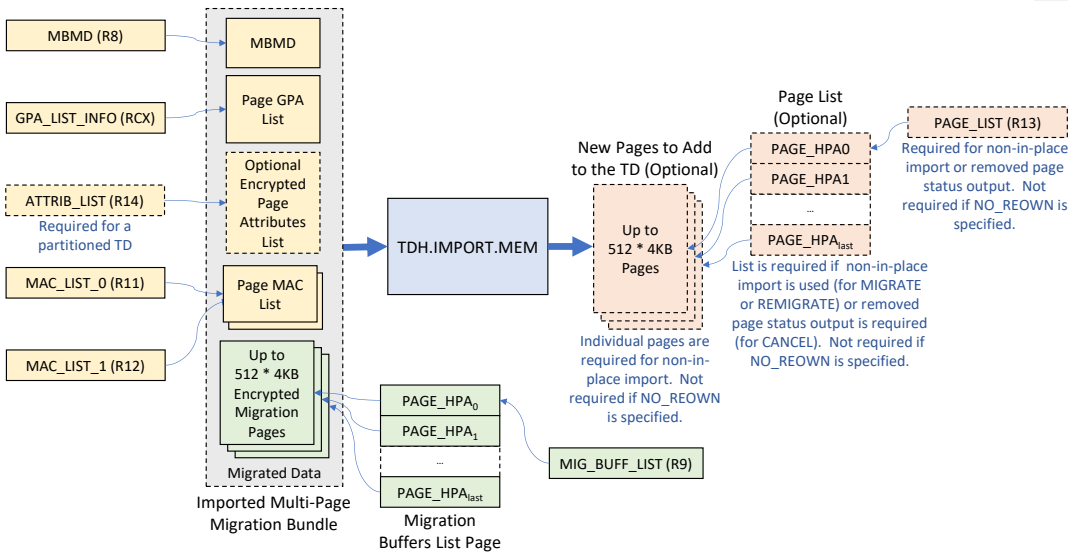 MBMD (R8)
GPA_LIST_INFO (RCX)
ATTRIB_LIST (R14)
Required for a
partitioned TD
MAC_LIST_0 (R11)
MAC_LIST_1 (R12)
MBMD
Page GPA
List
Optional
Encrypted
Page
Attributes
List
Page MAC
List
Up to
512 * 4KB
Encrypted
Migration
Pages
Migrated Data
Imported Multi-Page
Migration Bundle
PAGE_HPA0
PAGE_HPA1
...
PAGE_HPAlast
Migration
Buffers List Page
MIG_BUFF_LIST (R9)
TDH.IMPORT.MEM
New Pages to Add
to the TD (Optional)
Up to
512 * 4KB
Pages
Individual pages are
required for non-in-
place import.  Not
required if NO_REOWN
is specified.
Page List
(Optional)
PAGE_HPA0
PAGE_HPA1
...
PAGE_HPAlast
List is required if  non-in-place
import is used (for MIGRATE
or REMIGRATE) or removed
page status output is required
(for CANCEL).  Not required if
NO_REOWN is specified.
PAGE_LIST (R13)
Required for non-in-place
import or removed page
status output.  Not
required if NO_REOWN is
specified.